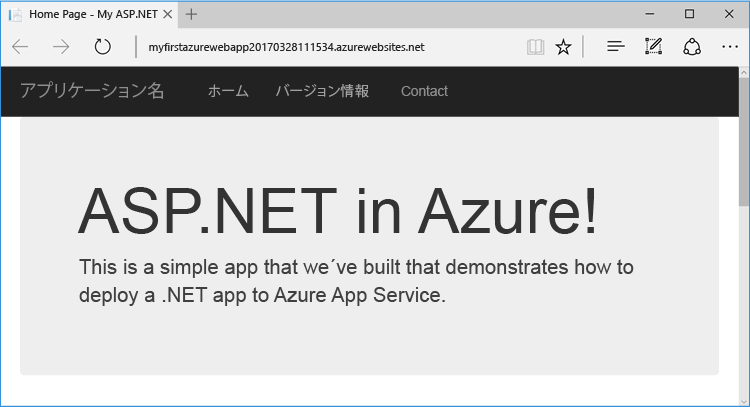 Home Page - My ASP.NET
myfirstazurewebapp20170328111534.azurewebsites.net
アプリケーション名 ホーム バージョン情報 Contact
ASP.NET in Azure!
This is a simple app that we´ve built that demonstrates how to
deploy a .NET app to Azure App Service.